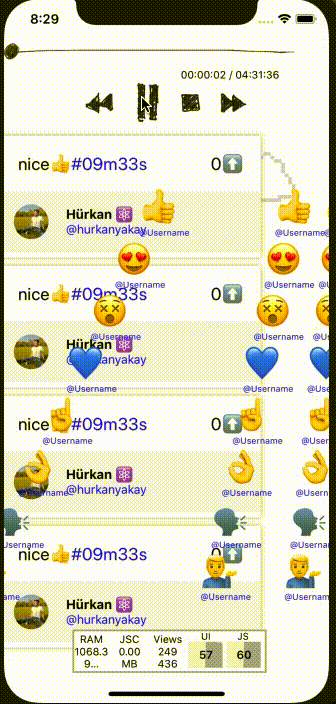 8:29
00:00:02 / 04:31:36
nice👍#09m33s 0⬆️
Hürkan ⚛️
@hurkanyakay
@Username
@Username
@Username
nice👍#09m33s 0⬆️
@Username
Hürkan ⚛️
@hurkanyakay
@Username @Username
nice👍#09m33s 0⬆️
@Username @Username
Hürkan ⚛️
@hurkanyakay
@Username @Username @Username
nice👍#09m33s 0⬆️
@Username @Username
@Username @Username
Hürkan ⚛️
@hurkanyakay
RAM JSC Views UI JS
1068.3 0.00 249 57 60
9... MB 436